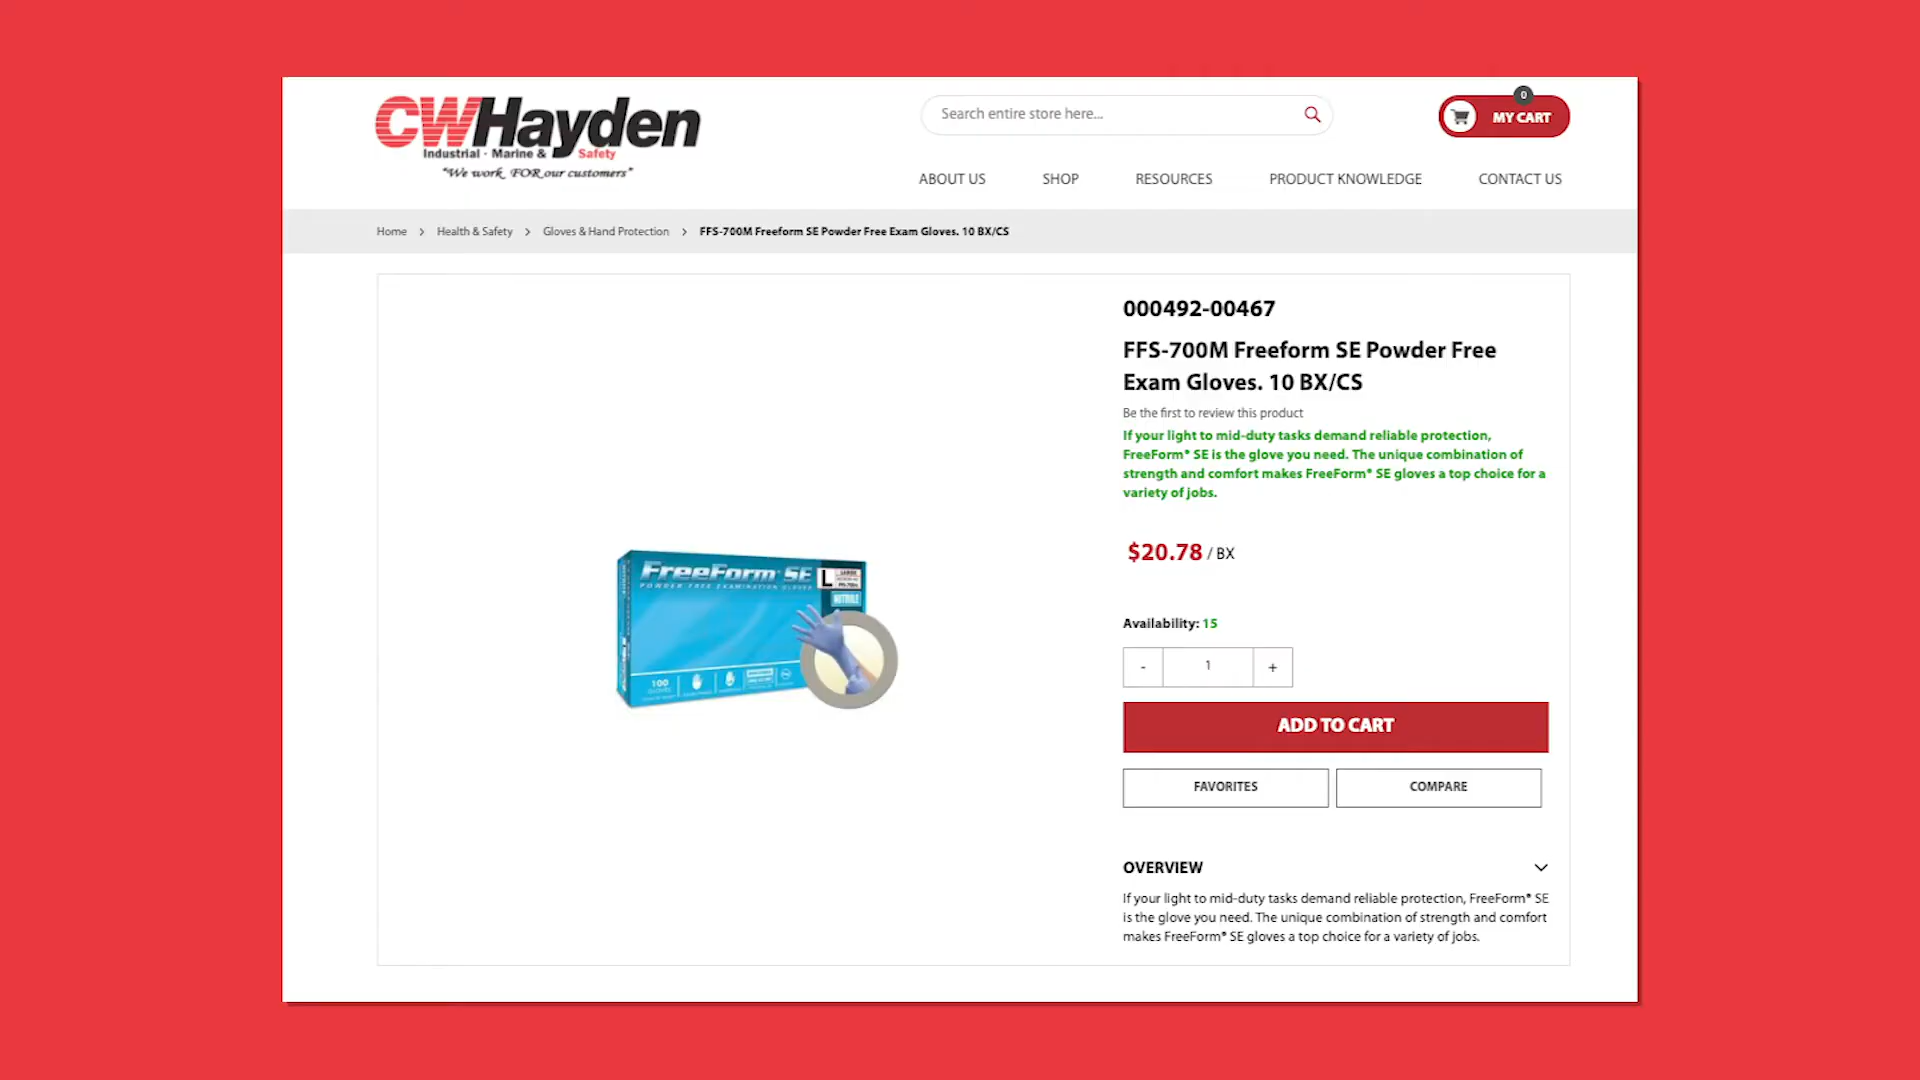 CWHayden
Industrial · Marine & Safety
"We work FOR our customers"
Search entire store here...
0
MY CART
ABOUT US
SHOP
RESOURCES
PRODUCT KNOWLEDGE
CONTACT US
Home > Health & Safety > Gloves & Hand Protection > FFS-700M Freeform SE Powder Free Exam Gloves. 10 BX/CS
000492-00467
FFS-700M Freeform SE Powder Free
Exam Gloves. 10 BX/CS
Be the first to review this product
If your light to mid-duty tasks demand reliable protection,
FreeForm® SE is the glove you need. The unique combination of
strength and comfort makes FreeForm® SE gloves a top choice for a
variety of jobs.
$20.78 / BX
Availability: 15
- 1 +
ADD TO CART
FAVORITES
COMPARE
OVERVIEW
If your light to mid-duty tasks demand reliable protection, FreeForm® SE
is the glove you need. The unique combination of strength and comfort
makes FreeForm® SE gloves a top choice for a variety of jobs.
FreeForm® SE
POWDER FREE EXAMINATION GLOVES
L
LARGE
NITRILE
100
GLOVES